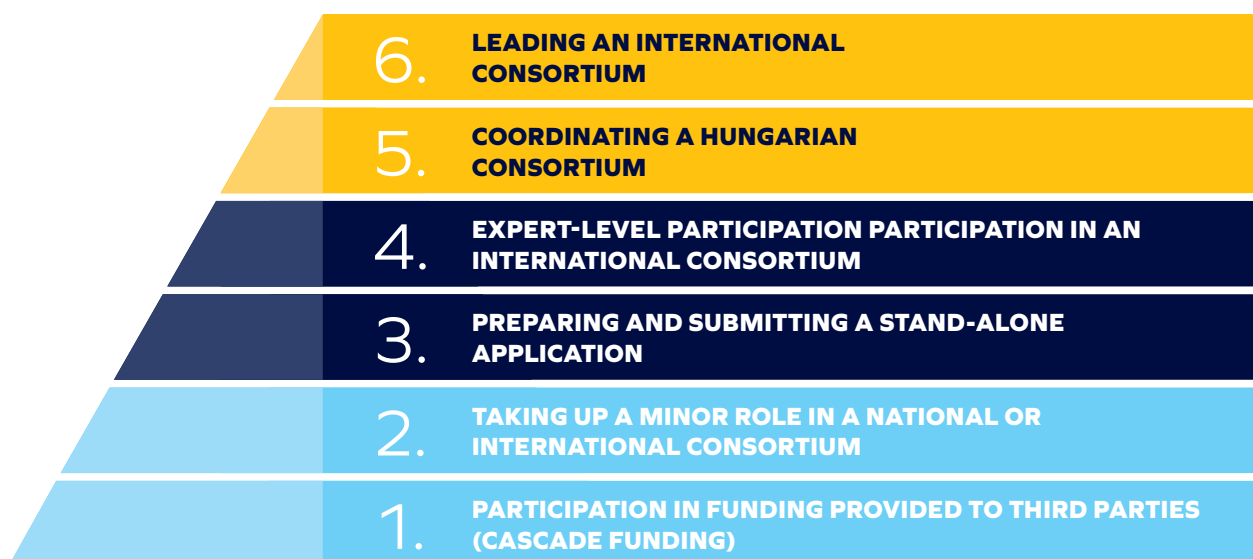 6. LEADING AN INTERNATIONAL
CONSORTIUM
5. COORDINATING A HUNGARIAN
CONSORTIUM
4. EXPERT-LEVEL PARTICIPATION PARTICIPATION IN AN
INTERNATIONAL CONSORTIUM
3. PREPARING AND SUBMITTING A STAND-ALONE
APPLICATION
2. TAKING UP A MINOR ROLE IN A NATIONAL OR
INTERNATIONAL CONSORTIUM
1. PARTICIPATION IN FUNDING PROVIDED TO THIRD PARTIES
(CASCADE FUNDING)